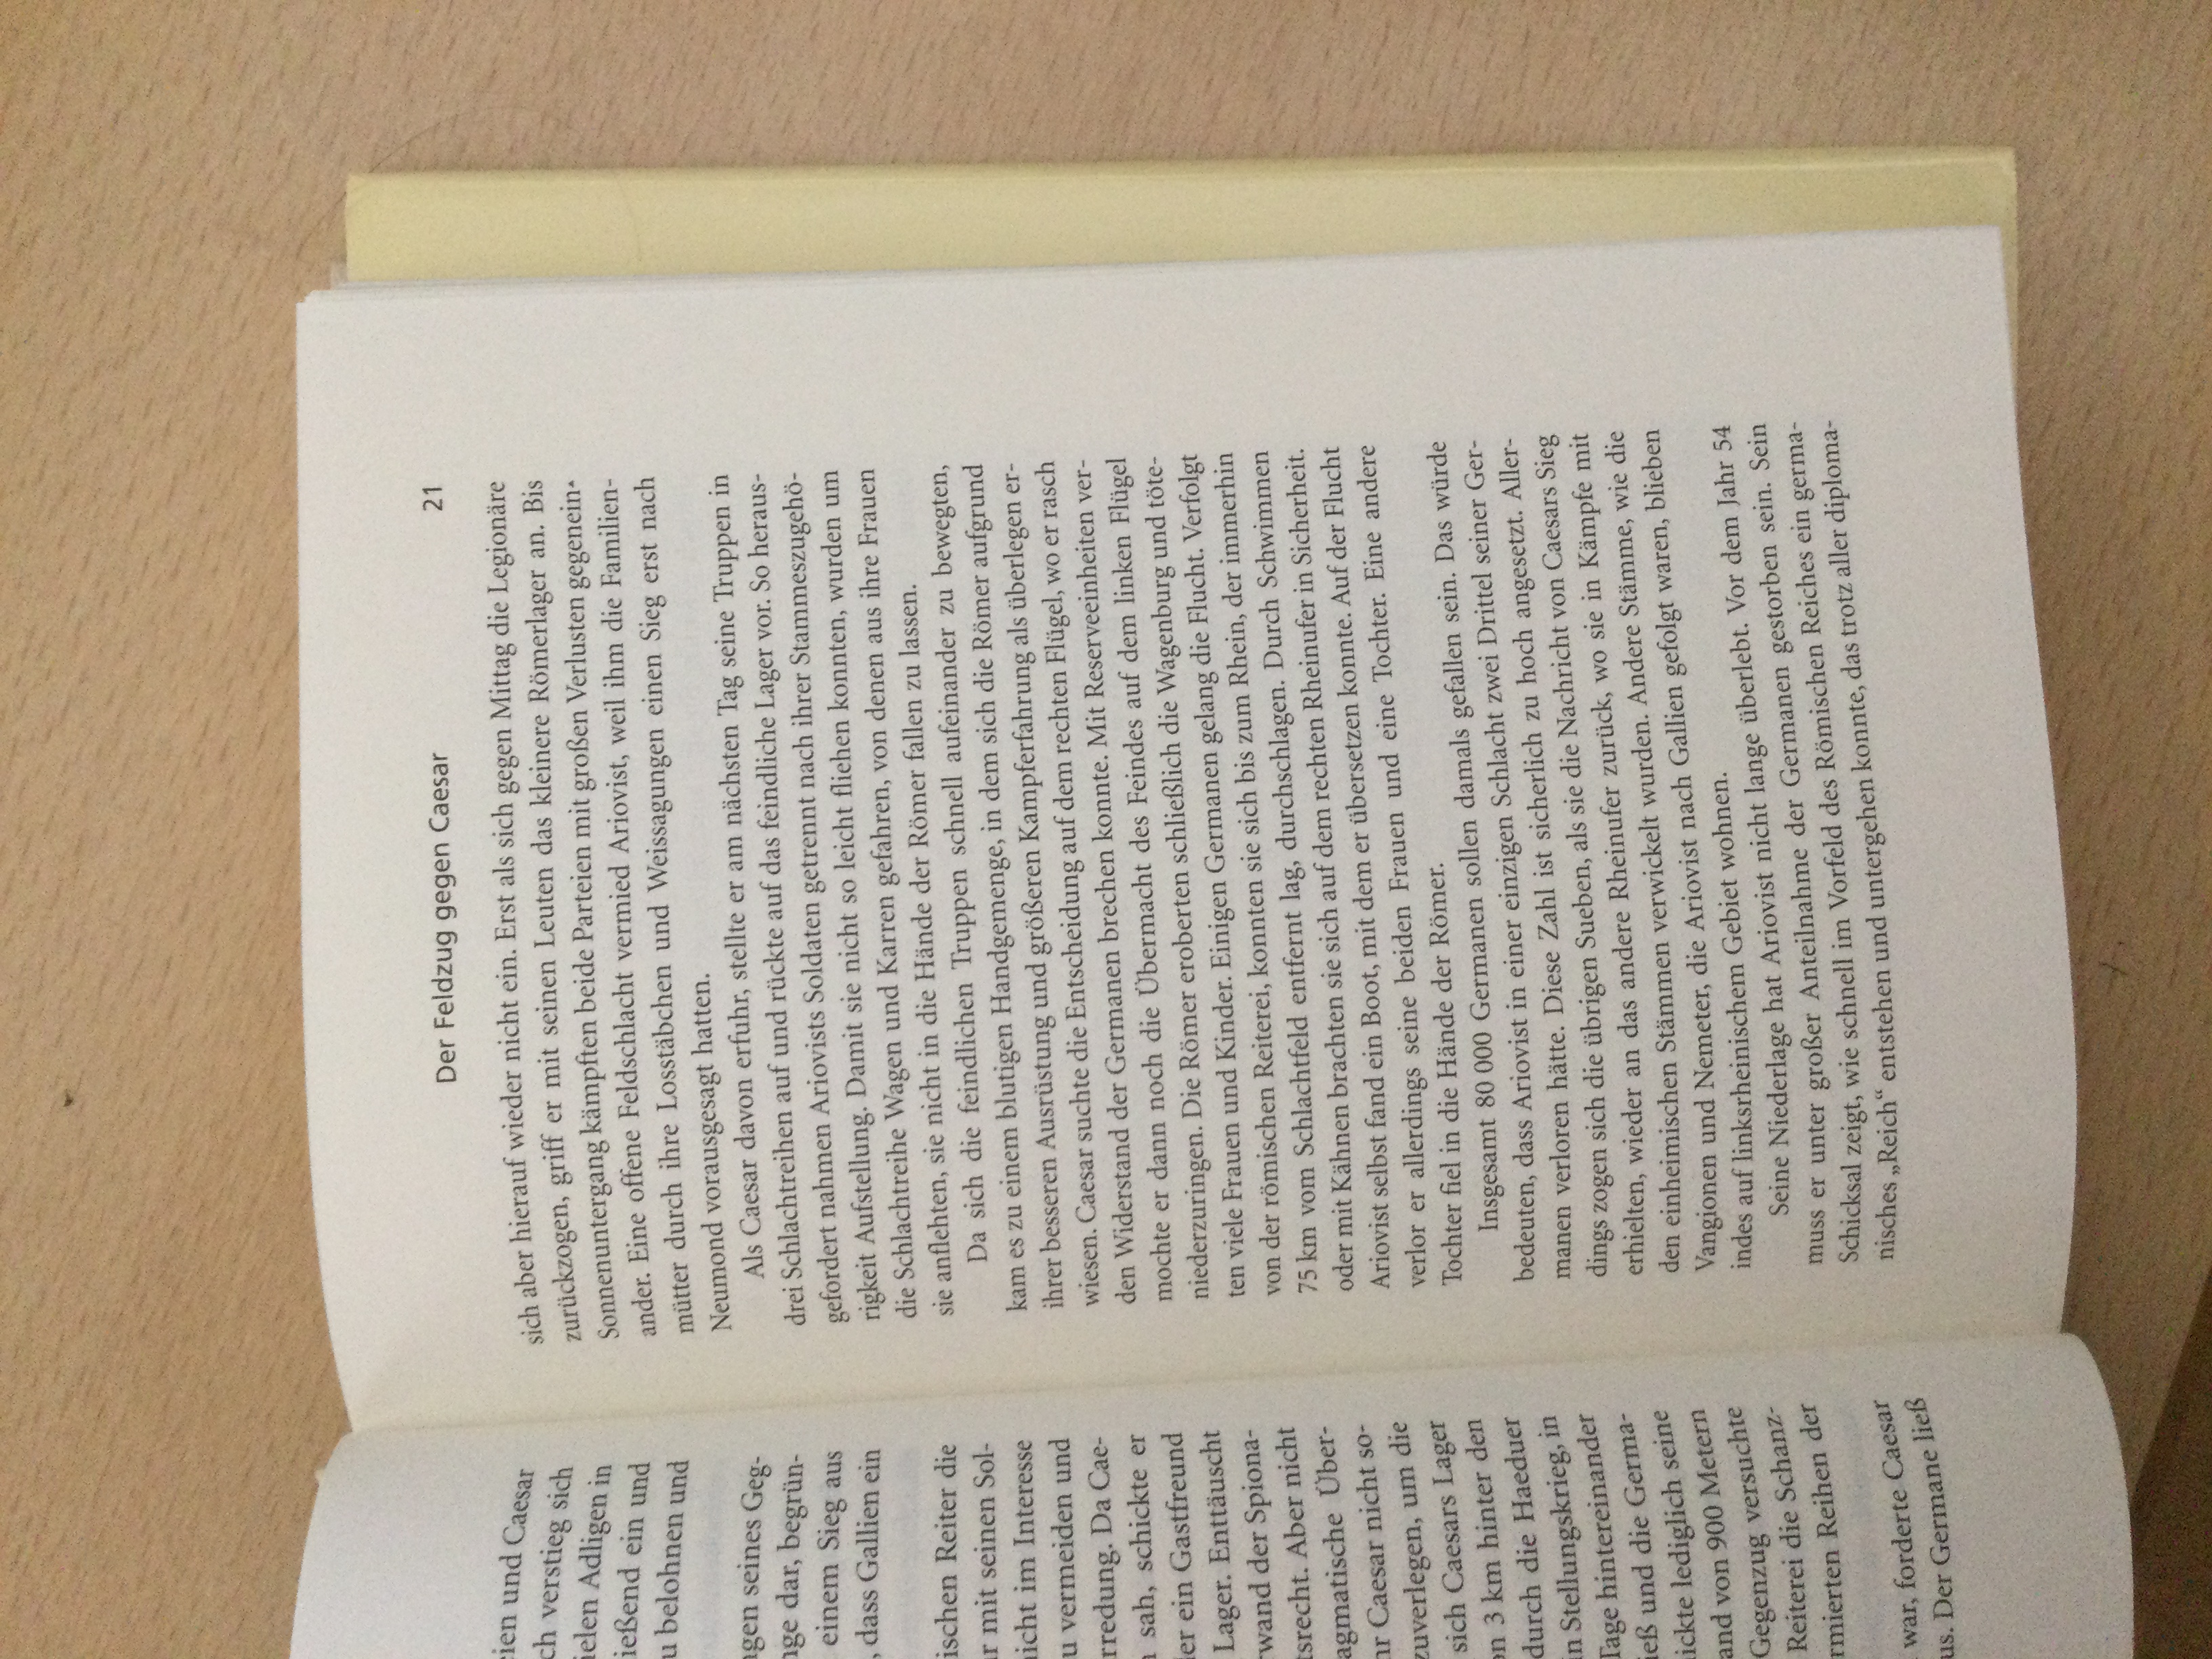 eien und Caesar
ch verstieg sich
ielen Adligen in
ießend ein und
u belohnen und
ngen seines Geg-
nge dar, begrün-
einem Sieg aus
, dass Gallien ein
ischen Reiter die
ar mit seinen Sol-
nicht im Interesse
u vermeiden und
rredung. Da Cae-
n sah, schickte er
der ein Gastfreund
Lager. Enttäuscht
rwand der Spiona-
tsrecht. Aber nicht
agmatische Über-
hr Caesar nicht so-
zuverlegen, um die
sich Caesars Lager
on 3 km hinter den
durch die Haeduer
in Stellungskrieg, in
Tage hintereinander
ieß und die Germa-
ickte lediglich seine
and von 900 Metern
Gegenzug versuchte
Reiterei die Schanz-
rmierten Reihen der
war, forderte Caesar
us. Der Germane ließ
Der Feldzug gegen Caesar 21
sich aber hierauf wieder nicht ein. Erst als sich gegen Mittag die Legionäre
zurückzogen, griff er mit seinen Leuten das kleinere Römerlager an. Bis
Sonnenuntergang kämpften beide Parteien mit großen Verlusten gegenein-
ander. Eine offene Feldschlacht vermied Ariovist, weil ihm die Familien-
mütter durch ihre Losstäbchen und Weissagungen einen Sieg erst nach
Neumond vorausgesagt hatten.
Als Caesar davon erfuhr, stellte er am nächsten Tag seine Truppen in
drei Schlachtreihen auf und rückte auf das feindliche Lager vor. So heraus-
gefordert nahmen Ariovists Soldaten getrennt nach ihrer Stammeszugehö-
rigkeit Aufstellung. Damit sie nicht so leicht fliehen konnten, wurden um
die Schlachtreihe Wagen und Karren gefahren, von denen aus ihre Frauen
sie anflehten, sie nicht in die Hände der Römer fallen zu lassen.
Da sich die feindlichen Truppen schnell aufeinander zu bewegten,
kam es zu einem blutigen Handgemenge, in dem sich die Römer aufgrund
ihrer besseren Ausrüstung und größeren Kampferfahrung als überlegen er-
wiesen. Caesar suchte die Entscheidung auf dem rechten Flügel, wo er rasch
den Widerstand der Germanen brechen konnte. Mit Reserveeinheiten ver-
mochte er dann noch die Übermacht des Feindes auf dem linken Flügel
niederzuringen. Die Römer eroberten schließlich die Wagenburg und töte-
ten viele Frauen und Kinder. Einigen Germanen gelang die Flucht. Verfolgt
von der römischen Reiterei, konnten sie sich bis zum Rhein, der immerhin
75 km vom Schlachtfeld entfernt lag, durchschlagen. Durch Schwimmen
oder mit Kähnen brachten sie sich auf dem rechten Rheinufer in Sicherheit.
Ariovist selbst fand ein Boot, mit dem er übersetzen konnte. Auf der Flucht
verlor er allerdings seine beiden Frauen und eine Tochter. Eine andere
Tochter fiel in die Hände der Römer.
Insgesamt 80 000 Germanen sollen damals gefallen sein. Das würde
bedeuten, dass Ariovist in einer einzigen Schlacht zwei Drittel seiner Ger-
manen verloren hätte. Diese Zahl ist sicherlich zu hoch angesetzt. Aller-
dings zogen sich die übrigen Sueben, als sie die Nachricht von Caesars Sieg
erhielten, wieder an das andere Rheinufer zurück, wo sie in Kämpfe mit
den einheimischen Stämmen verwickelt wurden. Andere Stämme, wie die
Vangionen und Nemeter, die Ariovist nach Gallien gefolgt waren, blieben
indes auf linksrheinischem Gebiet wohnen.
Seine Niederlage hat Ariovist nicht lange überlebt. Vor dem Jahr 54
muss er unter großer Anteilnahme der Germanen gestorben sein. Sein
Schicksal zeigt, wie schnell im Vorfeld des Römischen Reiches ein germa-
nisches „Reich“ entstehen und untergehen konnte, das trotz aller diploma-